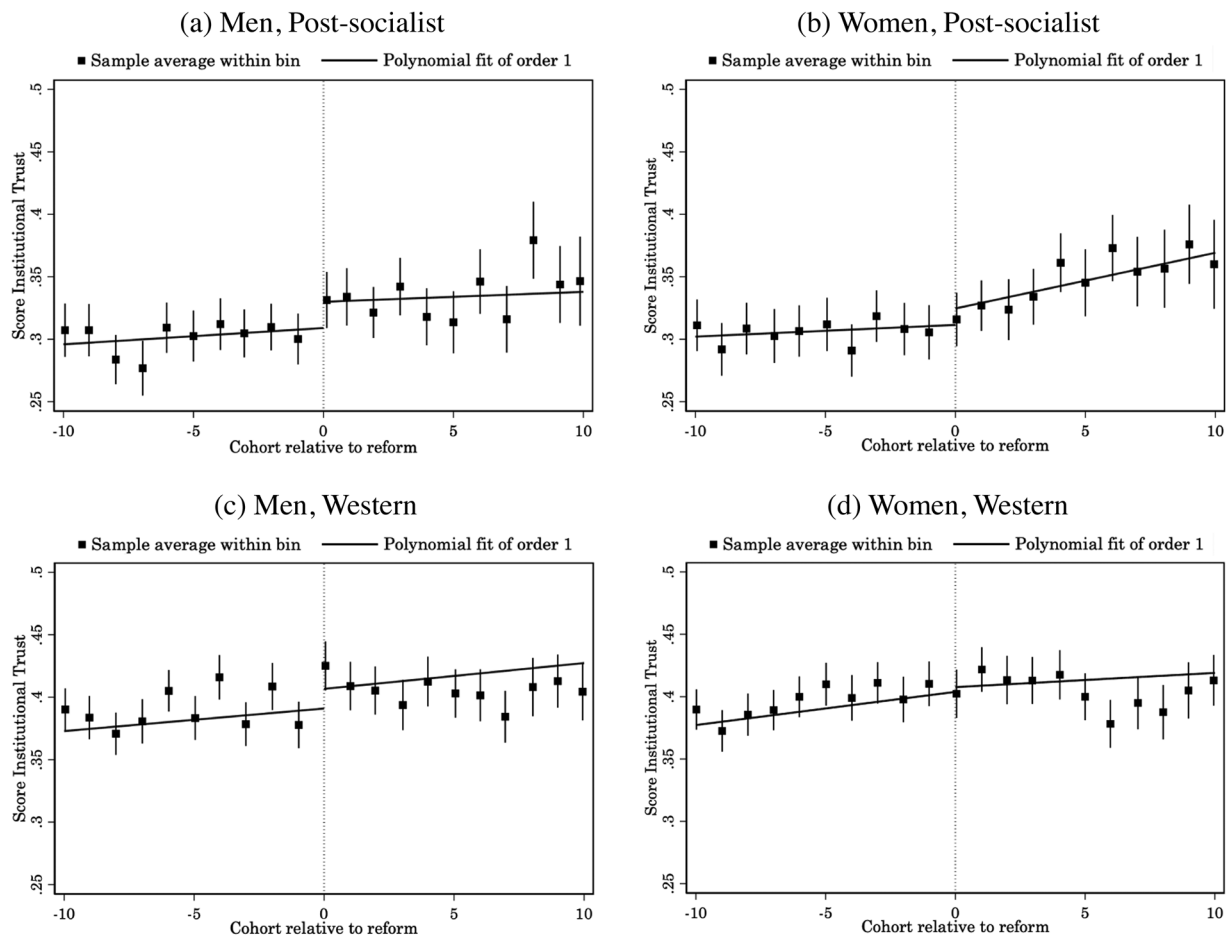 (a) Men, Post-socialist
■ Sample average within bin — Polynomial fit of order 1
Score Institutional Trust
.5
.45
.4
.35
.3
.25
-10 -5 0 5 10
Cohort relative to reform
(b) Women, Post-socialist
■ Sample average within bin — Polynomial fit of order 1
Score Institutional Trust
.5
.45
.4
.35
.3
.25
-10 -5 0 5 10
Cohort relative to reform
(c) Men, Western
■ Sample average within bin — Polynomial fit of order 1
Score Institutional Trust
.5
.45
.4
.35
.3
.25
-10 -5 0 5 10
Cohort relative to reform
(d) Women, Western
■ Sample average within bin — Polynomial fit of order 1
Score Institutional Trust
.5
.45
.4
.35
.3
.25
-10 -5 0 5 10
Cohort relative to reform